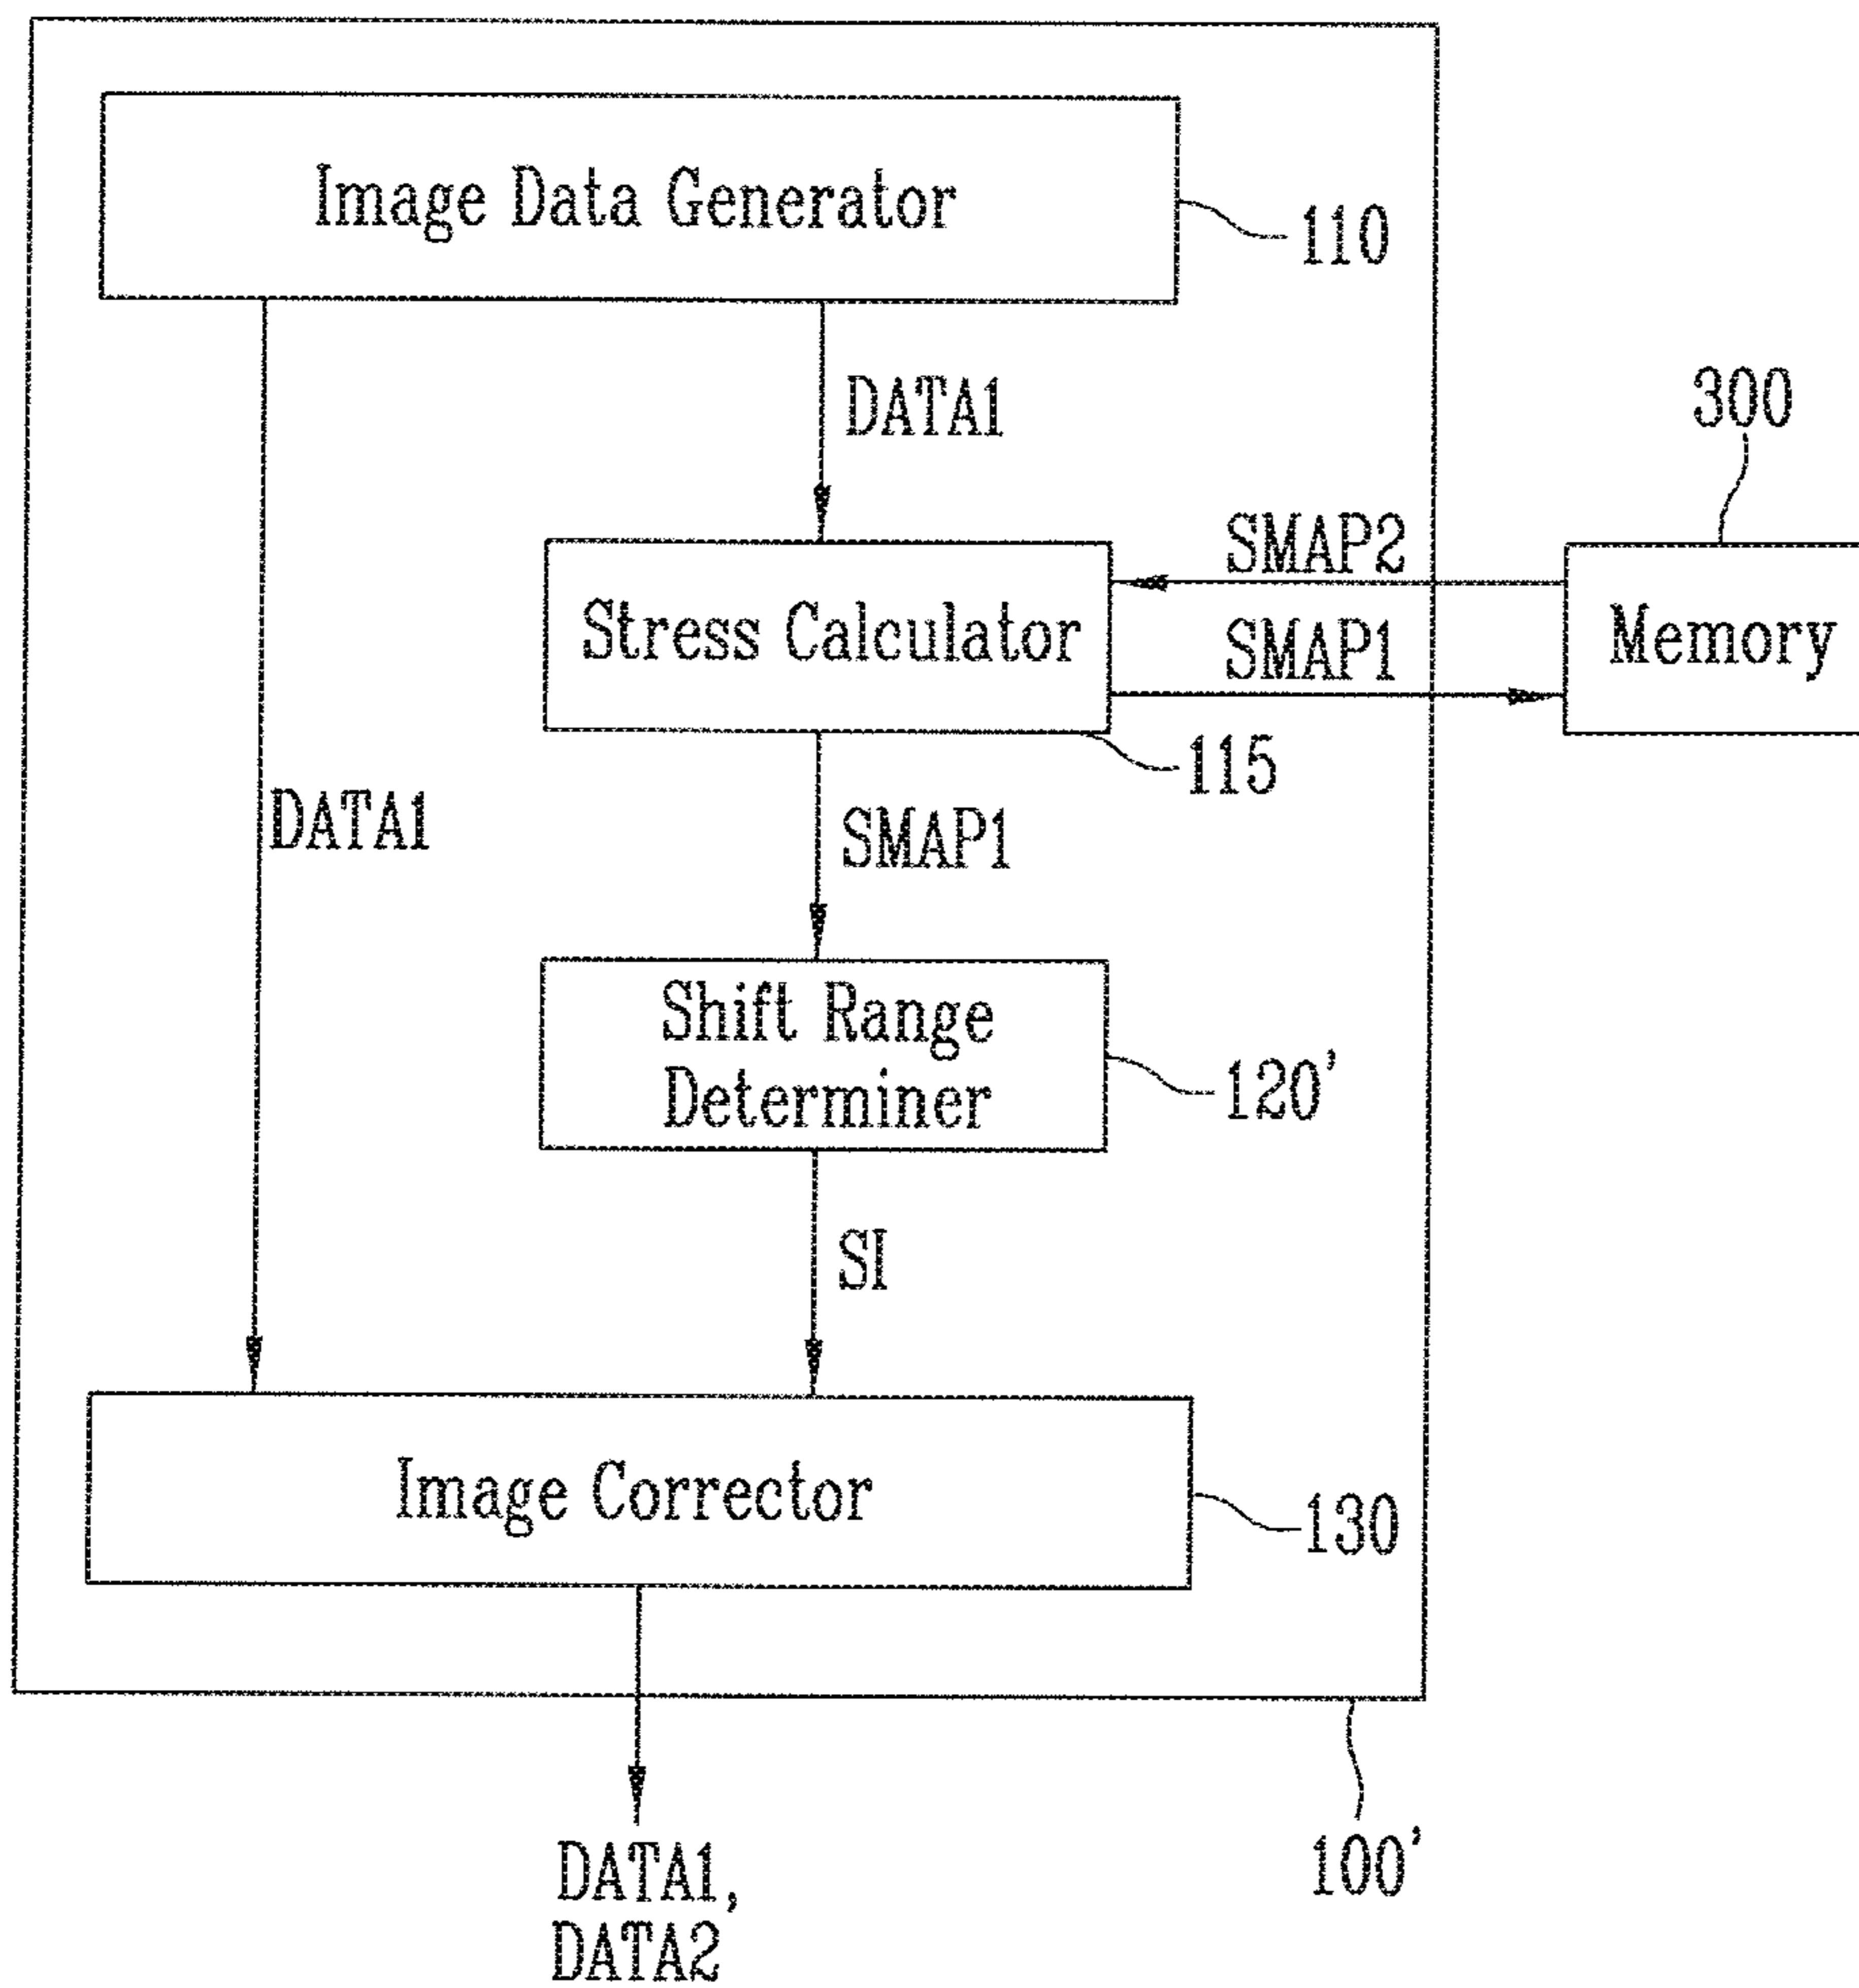 Image Data Generator
110
DATA1
300
SMAP2
Stress Calculator
SMAP1
Memory
115
DATA1
SMAP1
Shift Range
Determiner
120'
SI
Image Corrector
130
100'
DATA1,
DATA2